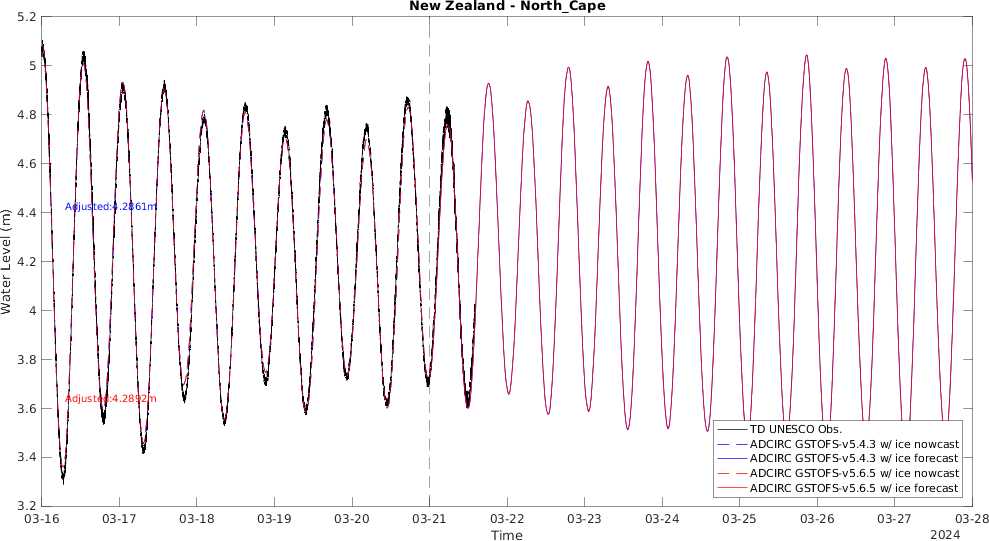 New Zealand - North_Cape
5.2
5
4.8
4.6
4.4
4.2
4
3.8
3.6
3.4
3.2
Water Level (m)
Adjusted:4.2861m
Adjusted:4.2892m
TD UNESCO Obs.
ADCIRC GSTOFS-v5.4.3 w/ ice nowcast
ADCIRC GSTOFS-v5.4.3 w/ ice forecast
ADCIRC GSTOFS-v5.6.5 w/ ice nowcast
ADCIRC GSTOFS-v5.6.5 w/ ice forecast
03-16 03-17 03-18 03-19 03-20 03-21 03-22 03-23 03-24 03-25 03-26 03-27 03-28
Time
2024